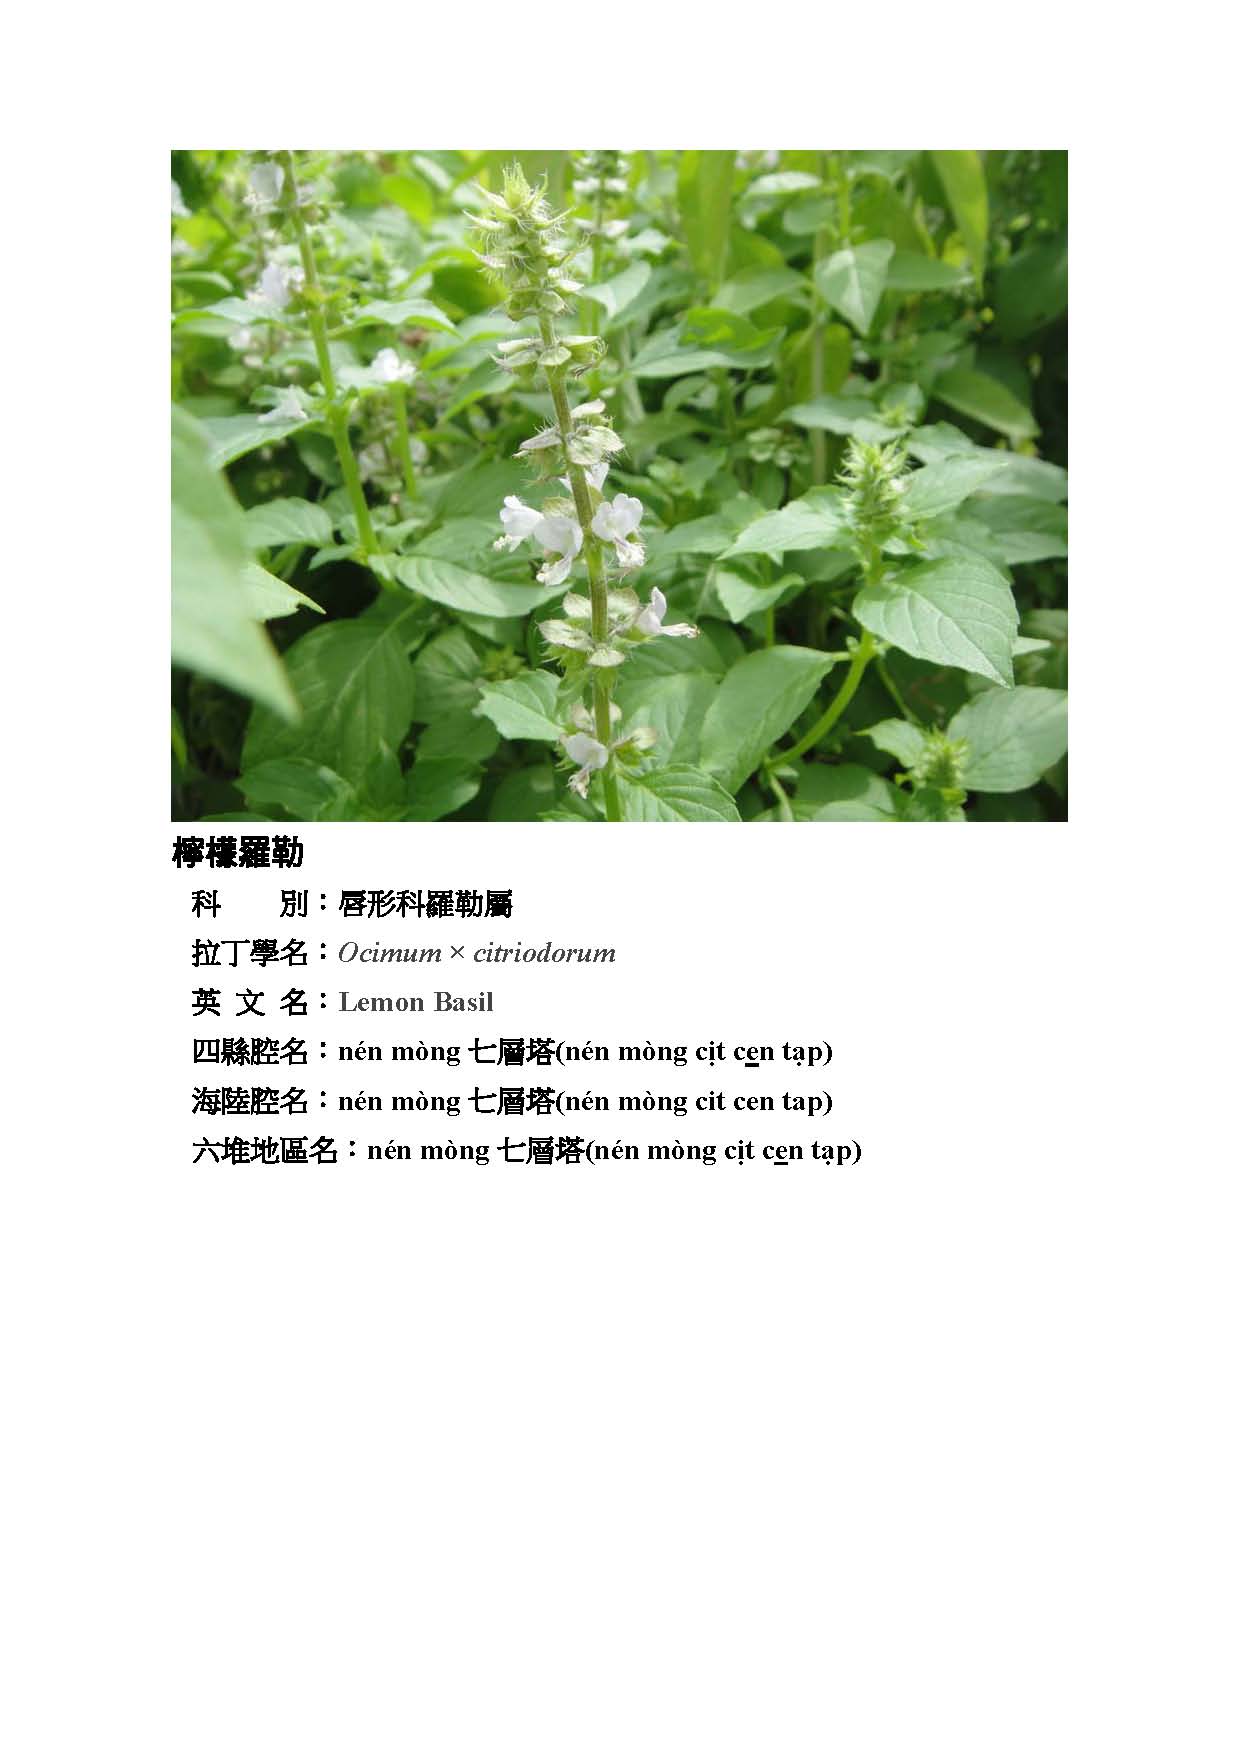 檸檬羅勒
科　　別：唇形科羅勒屬
拉丁學名：Ocimum × citriodorum
英 文 名：Lemon Basil
四縣腔名：nén mòng 七層塔(nén mòng cịt ce̲n tạp)
海陸腔名：nén mòng 七層塔(nén mòng cit cen tap)
六堆地區名：nén mòng 七層塔(nén mòng cịt ce̲n tạp)